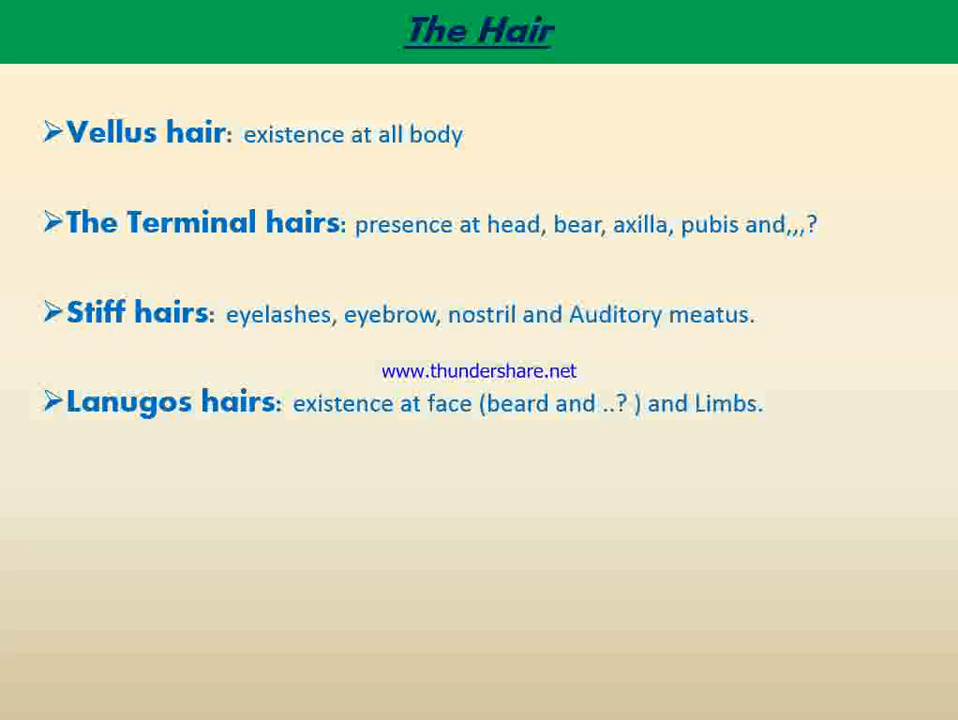 The Hair
➢Vellus hair: existence at all body
➢The Terminal hairs: presence at head, bear, axilla, pubis and,,,?
➢Stiff hairs: eyelashes, eyebrow, nostril and Auditory meatus.
www.thundershare.net
➢Lanugos hairs: existence at face (beard and ..? ) and Limbs.